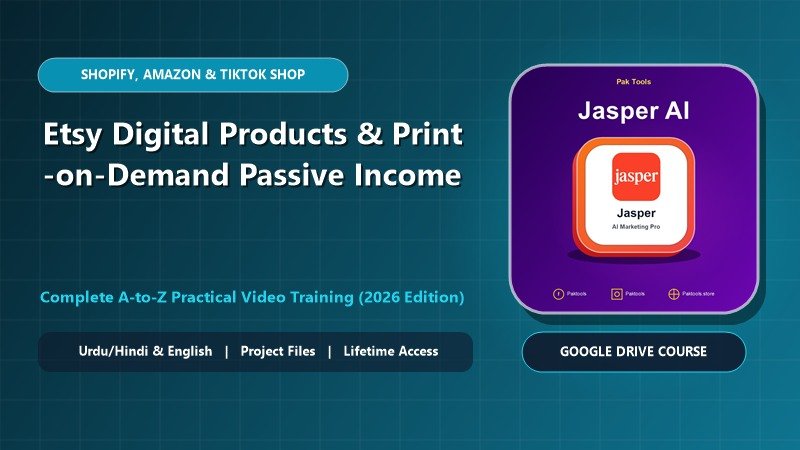 SHOPIFY, AMAZON & TIKTOK SHOP
Etsy Digital Products & Print
-on-Demand Passive Income
Complete A-to-Z Practical Video Training (2026 Edition)
Urdu/Hindi & English | Project Files | Lifetime Access
Pak Tools
Jasper AI
jasper
Jasper
AI Marketing Pro
Paktools
Paktools
Paktools.store
GOOGLE DRIVE COURSE